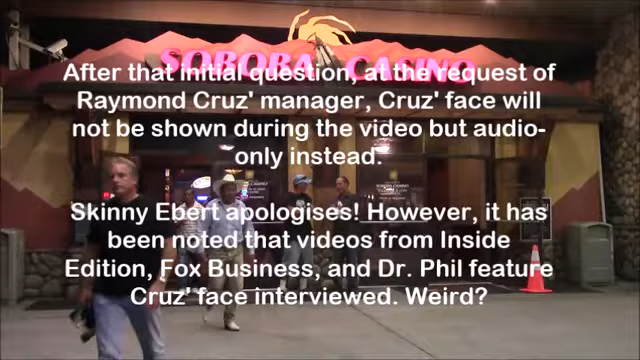 SOBOBA CASINO
After that initial question, at the request of
Raymond Cruz' manager, Cruz' face will
not be shown during the video but audio-
only instead.
Skinny Ebert apologises! However, it has
been noted that videos from Inside
Edition, Fox Business, and Dr. Phil feature
Cruz' face interviewed. Weird?